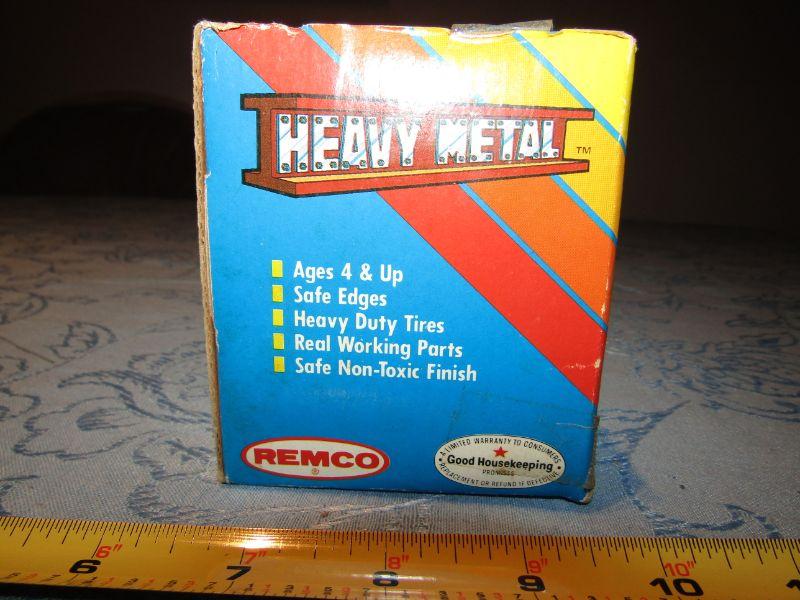 HEAVY METAL ™
Ages 4 & Up
Safe Edges
Heavy Duty Tires
Real Working Parts
Safe Non-Toxic Finish
REMCO
®
A LIMITED WARRANTY TO CONSUMERS
Good Housekeeping
PROMISES
REPLACEMENT OR REFUND IF DEFECTIVE
6" 7" 8" 10"
6 7 8 9 10 1